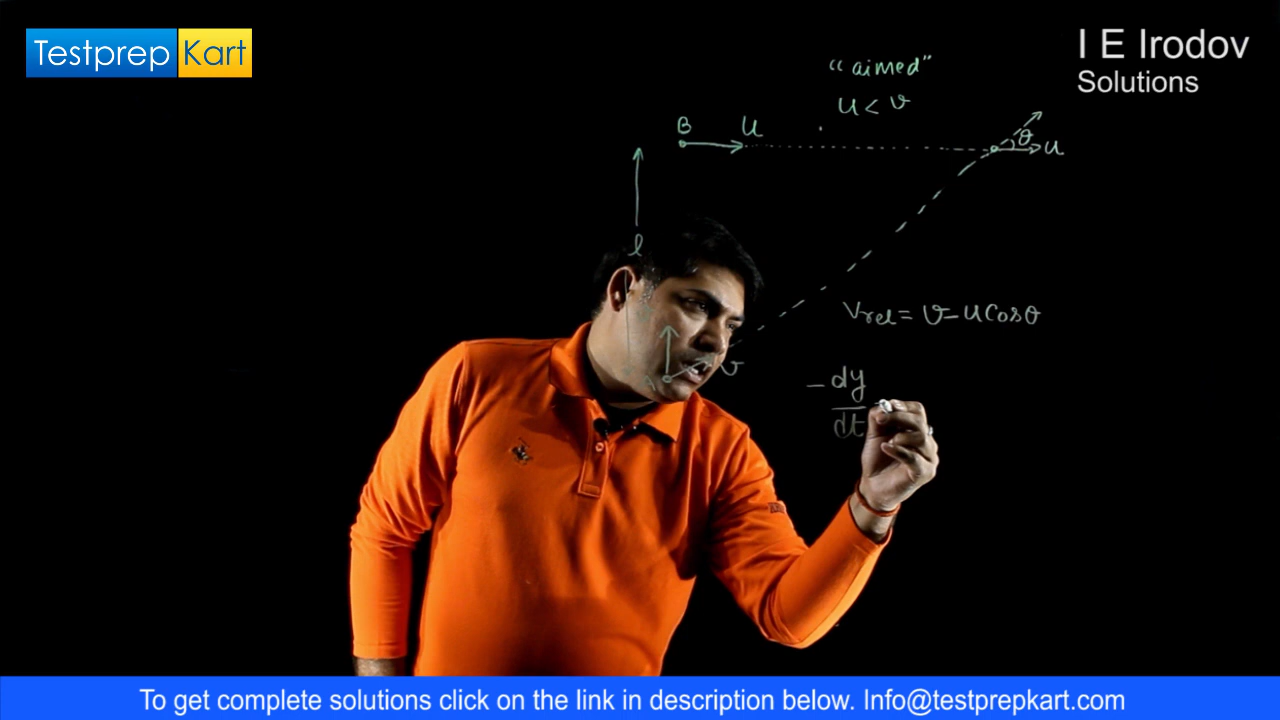 Testprep Kart
I E Irodov
Solutions
"aimed"
u < v
B u
θ
u
l
v
Vrel = v - u Cosθ
- dy
dt
To get complete solutions click on the link in description below. Info@testprepkart.com